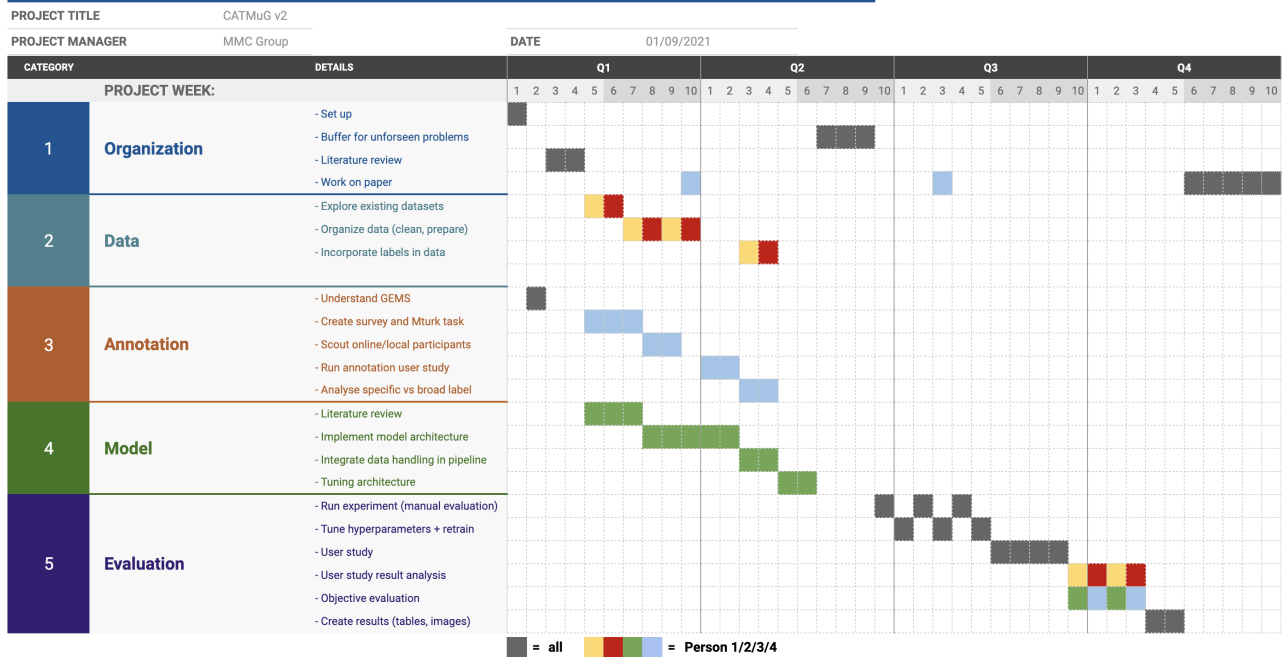 PROJECT TITLE CATMuG v2
PROJECT MANAGER MMC Group DATE 01/09/2021
CATEGORY DETAILS Q1 Q2 Q3 Q4
PROJECT WEEK: 1 2 3 4 5 6 7 8 9 10 1 2 3 4 5 6 7 8 9 10 1 2 3 4 5 6 7 8 9 10 1 2 3 4 5 6 7 8 9 10
1 Organization
- Set up
- Buffer for unforseen problems
- Literature review
- Work on paper
2 Data
- Explore existing datasets
- Organize data (clean, prepare)
- Incorporate labels in data
3 Annotation
- Understand GEMS
- Create survey and Mturk task
- Scout online/local participants
- Run annotation user study
- Analyse specific vs broad label
4 Model
- Literature review
- Implement model architecture
- Integrate data handling in pipeline
- Tuning architecture
5 Evaluation
- Run experiment (manual evaluation)
- Tune hyperparameters + retrain
- User study
- User study result analysis
- Objective evaluation
- Create results (tables, images)
= all = Person 1/2/3/4